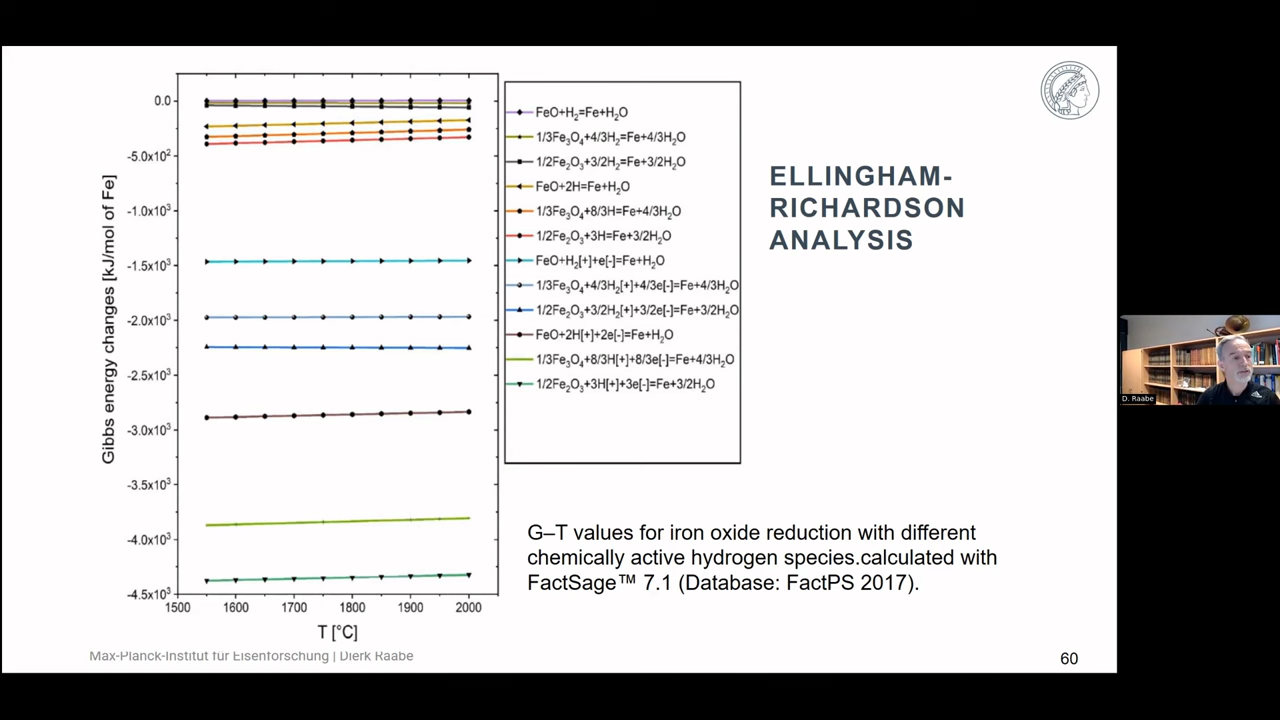 ELLINGHAM-
RICHARDSON
ANALYSIS
Gibbs energy changes [kJ/mol of Fe]
0.0
-5.0x10²
-1.0x10³
-1.5x10³
-2.0x10³
-2.5x10³
-3.0x10³
-3.5x10³
-4.0x10³
-4.5x10³
1500 1600 1700 1800 1900 2000
T [°C]
FeO+H₂=Fe+H₂O
1/3Fe₃O₄+4/3H₂=Fe+4/3H₂O
1/2Fe₂O₃+3/2H₂=Fe+3/2H₂O
FeO+2H=Fe+H₂O
1/3Fe₃O₄+8/3H=Fe+4/3H₂O
1/2Fe₂O₃+3H=Fe+3/2H₂O
FeO+H₂[+]+e[-]=Fe+H₂O
1/3Fe₃O₄+4/3H₂[+]+4/3e[-]=Fe+4/3H₂O
1/2Fe₂O₃+3/2H₂[+]+3/2e[-]=Fe+3/2H₂O
FeO+2H[+]+2e[-]=Fe+H₂O
1/3Fe₃O₄+8/3H[+]+8/3e[-]=Fe+4/3H₂O
1/2Fe₂O₃+3H[+]+3e[-]=Fe+3/2H₂O
G–T values for iron oxide reduction with different
chemically active hydrogen species.calculated with
FactSage™ 7.1 (Database: FactPS 2017).
Max-Planck-Institut für Eisenforschung | Dierk Raabe
60
D. Raabe